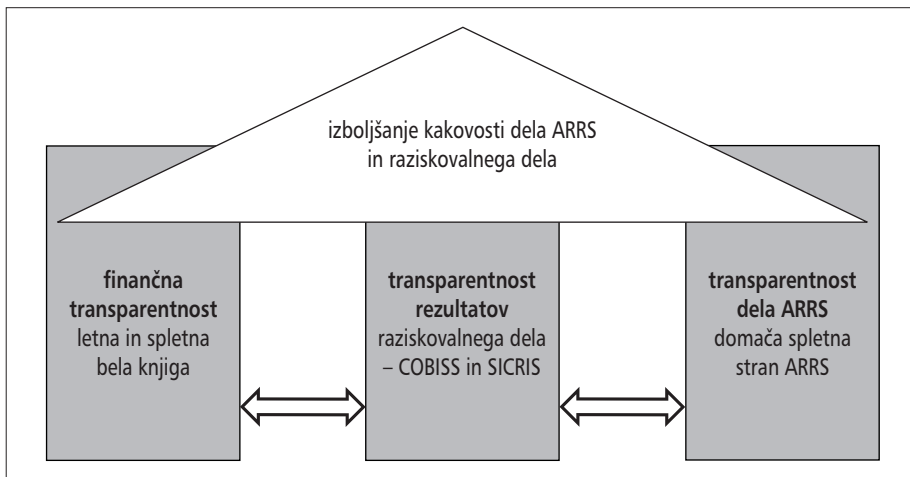 izboljšanje kakovosti dela ARRS
in raziskovalnega dela
finančna
transparentnost
letna in spletna
bela knjiga
transparentnost
rezultatov
raziskovalnega dela
– COBISS in SICRIS
transparentnost
dela ARRS
domača spletna
stran ARRS